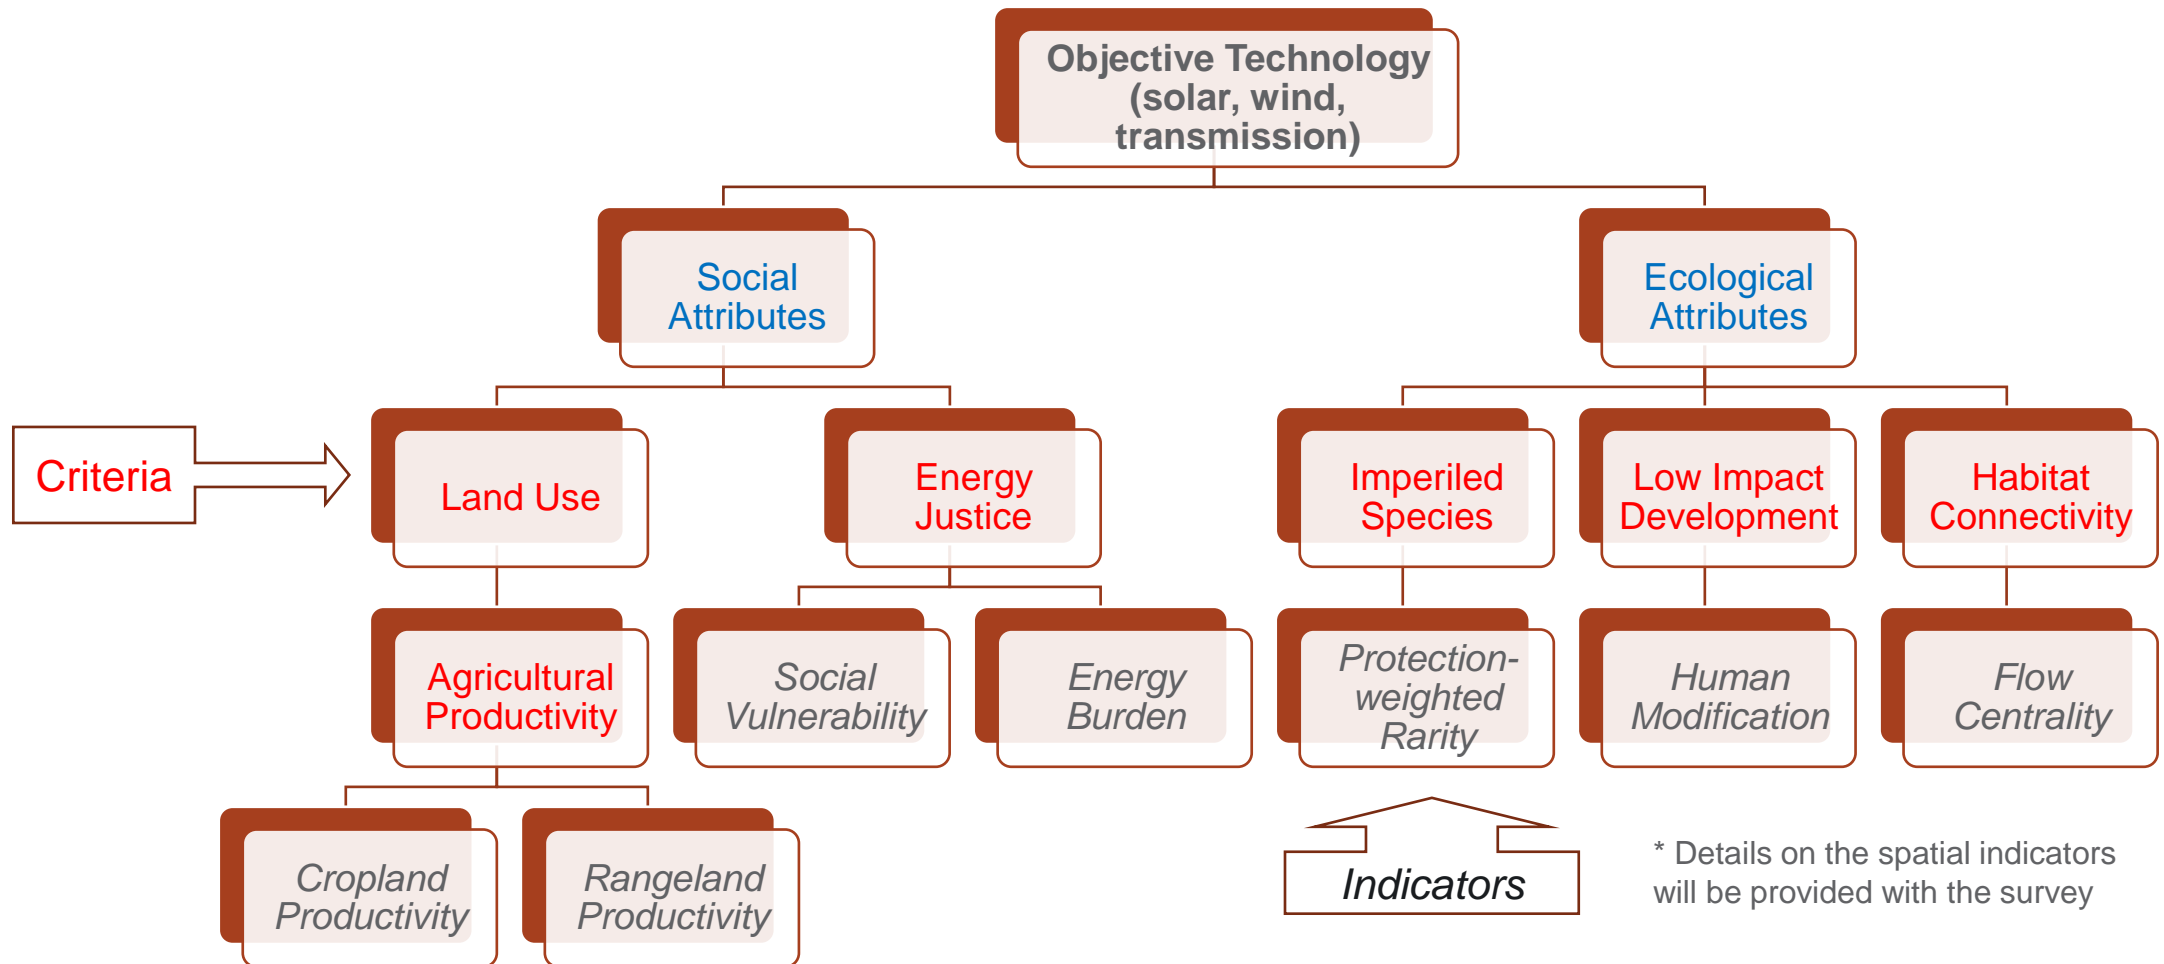 Objective Technology
(solar, wind,
transmission)
Social
Attributes
Ecological
Attributes
Criteria
Land Use
Energy
Justice
Imperiled
Species
Low Impact
Development
Habitat
Connectivity
Agricultural
Productivity
Social
Vulnerability
Energy
Burden
Protection-
weighted
Rarity
Human
Modification
Flow
Centrality
Cropland
Productivity
Rangeland
Productivity
Indicators
* Details on the spatial indicators
will be provided with the survey